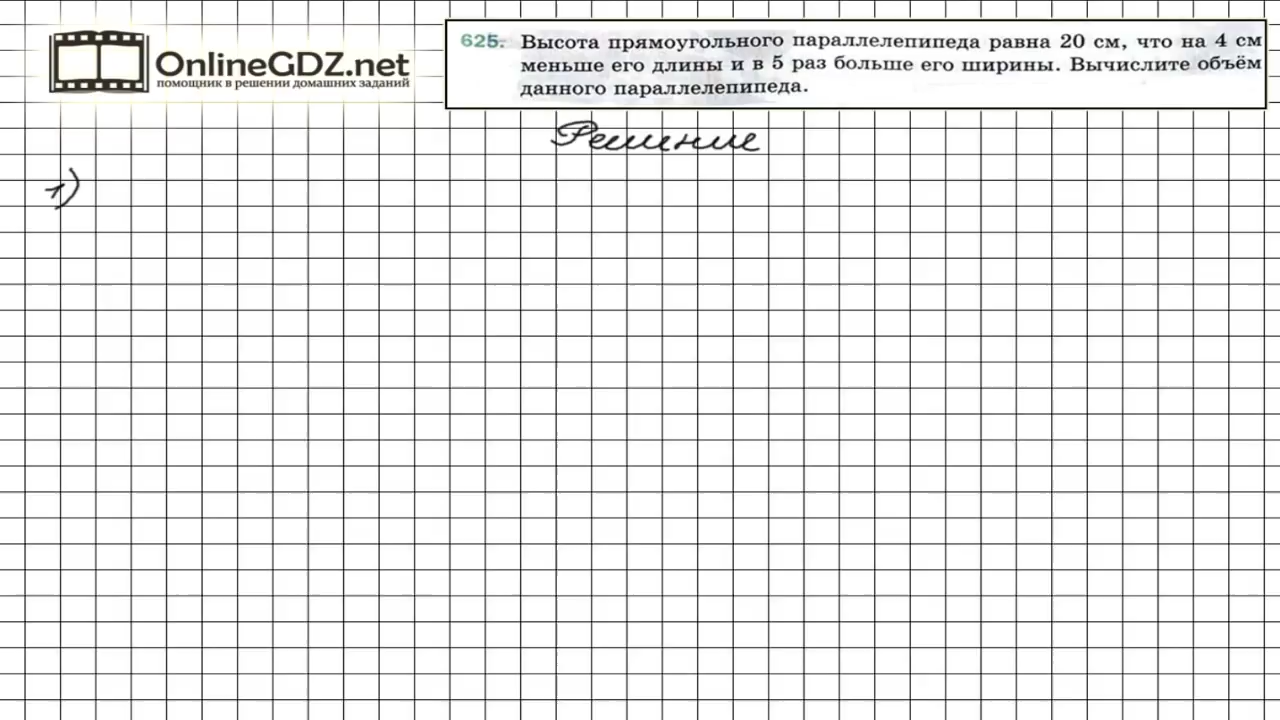 OnlineGDZ.net
помощник в решении домашних заданий
625. Высота прямоугольного параллелепипеда равна 20 см, что на 4 см
меньше его длины и в 5 раз больше его ширины. Вычислите объём
данного параллелепипеда.
Решение
1)